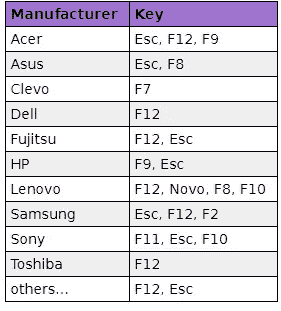 Manufacturer Key
Acer Esc, F12, F9
Asus Esc, F8
Clevo F7
Dell F12
Fujitsu F12, Esc
HP F9, Esc
Lenovo F12, Novo, F8, F10
Samsung Esc, F12, F2
Sony F11, Esc, F10
Toshiba F12
others... F12, Esc